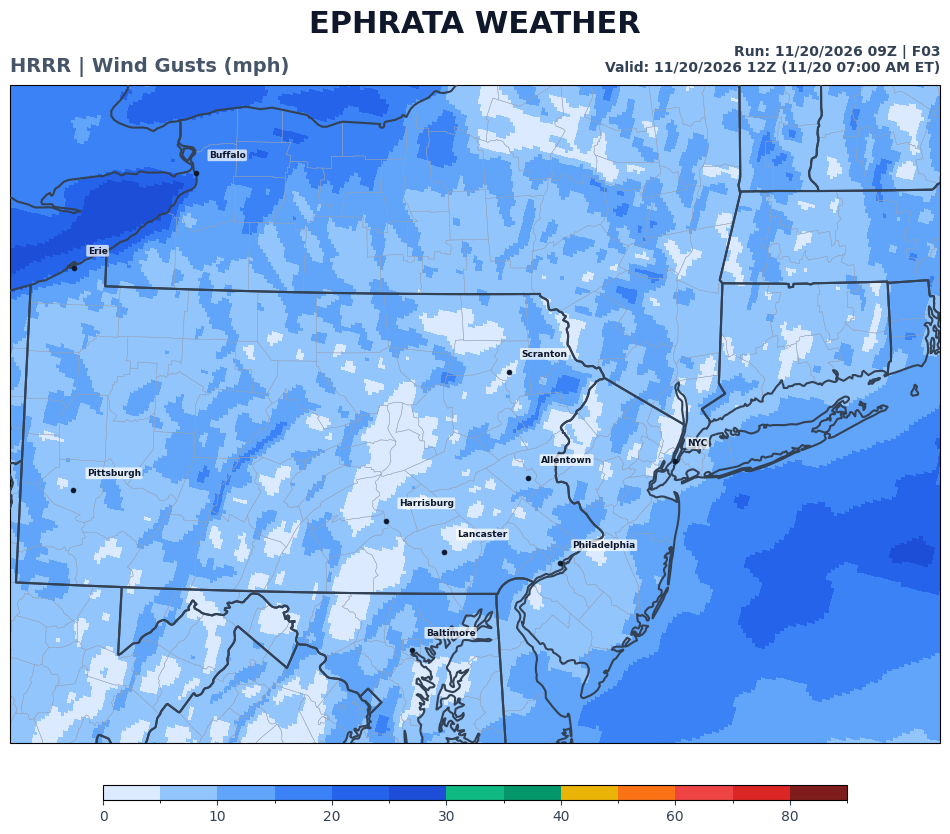 EPHRATA WEATHER
HRRR | Wind Gusts (mph)
Run: 11/20/2026 09Z | F03
Valid: 11/20/2026 12Z (11/20 07:00 AM ET)
Buffalo
Erie
Scranton
NYC
Allentown
Pittsburgh
Harrisburg
Lancaster
Philadelphia
Baltimore
0 10 20 30 40 60 80